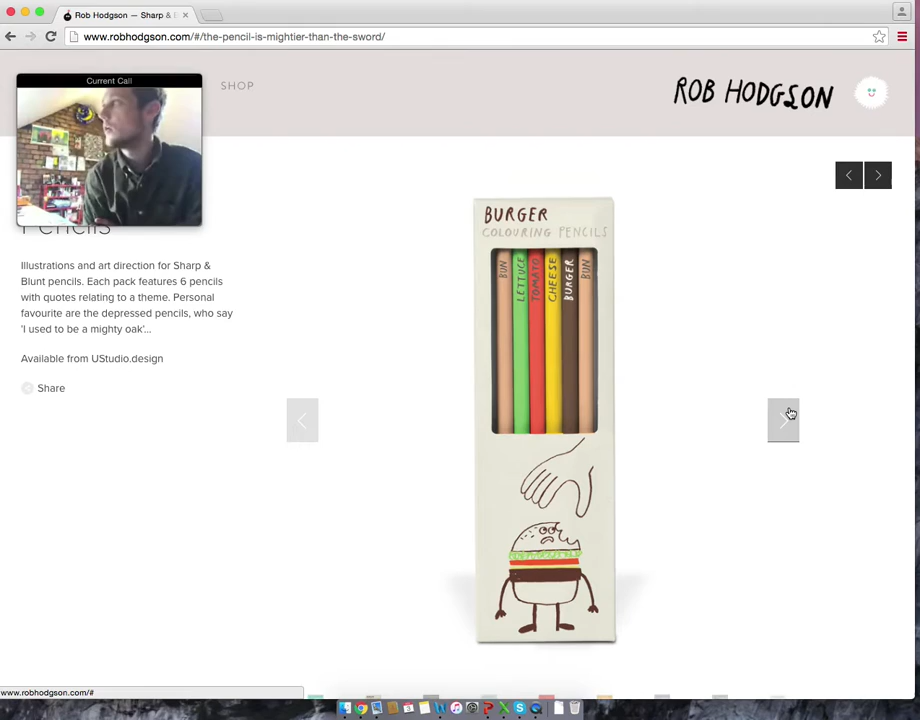 Rob Hodgson — Sharp & B
www.robhodgson.com/#/the-pencil-is-mightier-than-the-sword/
Current Call
SHOP
ROB HODGSON
Pencils
Illustrations and art direction for Sharp &
Blunt pencils. Each pack features 6 pencils
with quotes relating to a theme. Personal
favourite are the depressed pencils, who say
'I used to be a mighty oak'...
Available from UStudio.design
Share
BURGER
COLOURING PENCILS
BUN
LETTUCE
TOMATO
CHEESE
BURGER
BUN
www.robhodgson.com/#